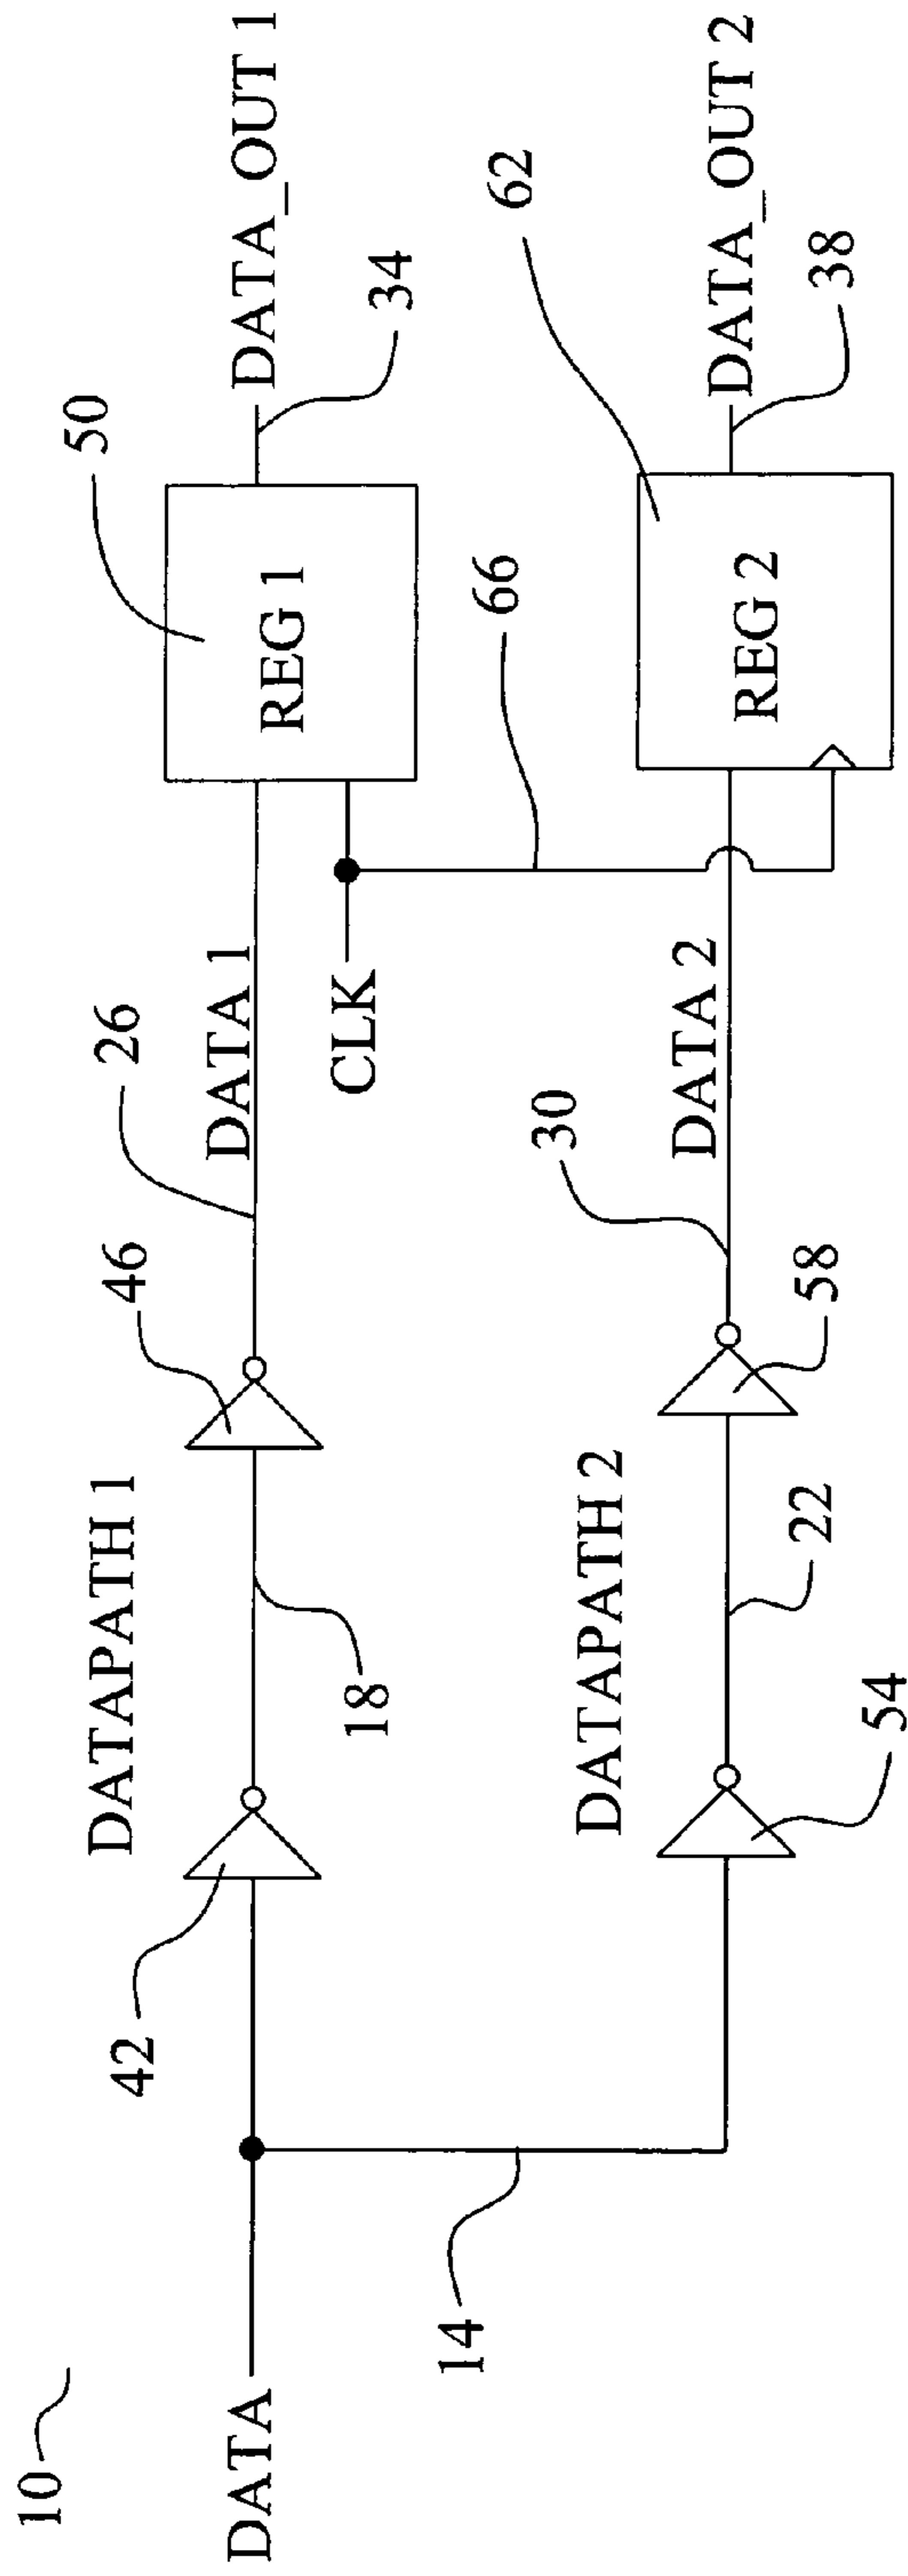 10
DATA
14
42
DATAPATH 1
18
46
26
DATA 1
CLK
50
REG 1
34
DATA_OUT 1
54
DATAPATH 2
22
58
30
DATA 2
66
62
REG 2
38
DATA_OUT 2